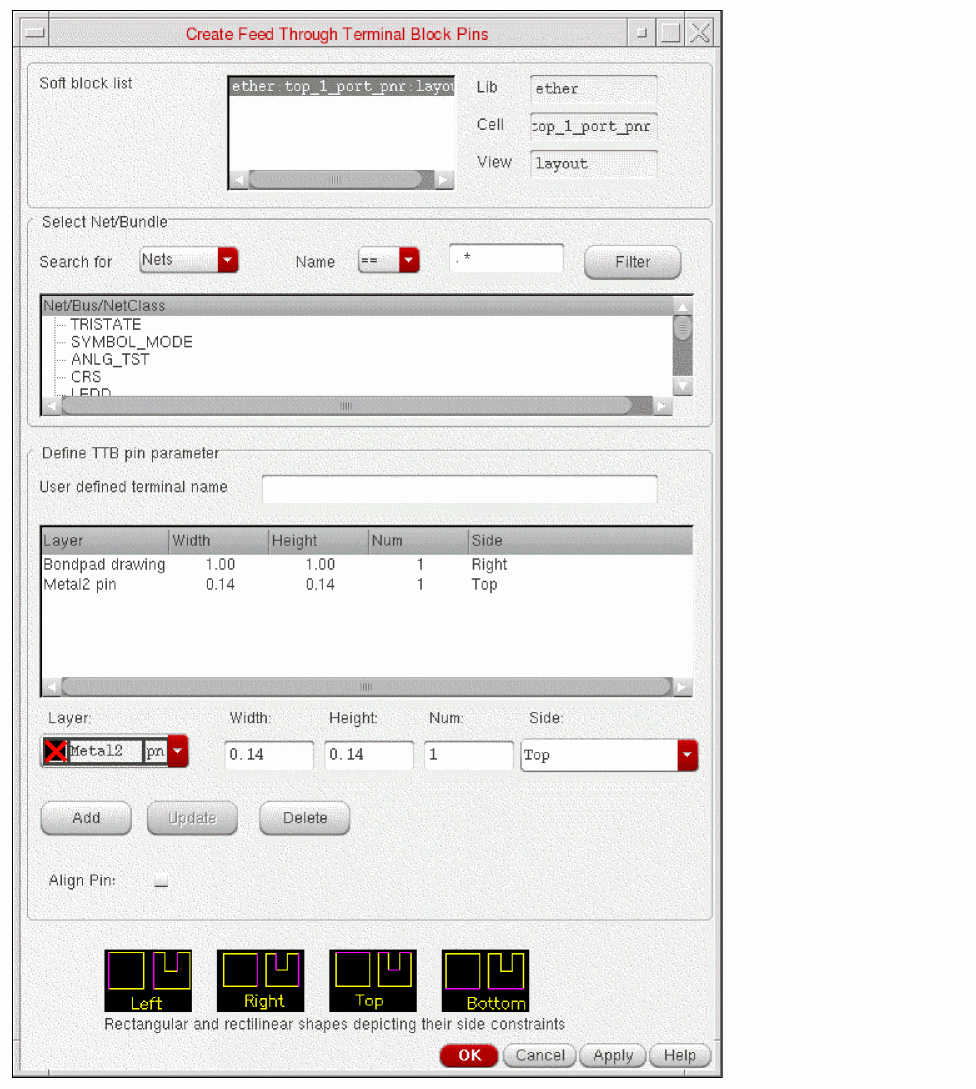 Create Feed Through Terminal Block Pins
Soft block list
ether:top_1_port_pnr:layou
Lib
ether
Cell
top_1_port_pnr
View
layout
Select Net/Bundle
Search for
Nets
Name
==
.*
Filter
Net/Bus/NetClass
TRISTATE
SYMBOL_MODE
ANLG_TST
CRS
LEDD
Define TTB pin parameter
User defined terminal name
Layer Width Height Num Side
Bondpad drawing 1.00 1.00 1 Right
Metal2 pin 0.14 0.14 1 Top
Layer: Width: Height: Num: Side:
Metal2 pn 0.14 0.14 1 Top
Add Update Delete
Align Pin:
Left Right Top Bottom
Rectangular and rectilinear shapes depicting their side constraints
OK Cancel Apply Help